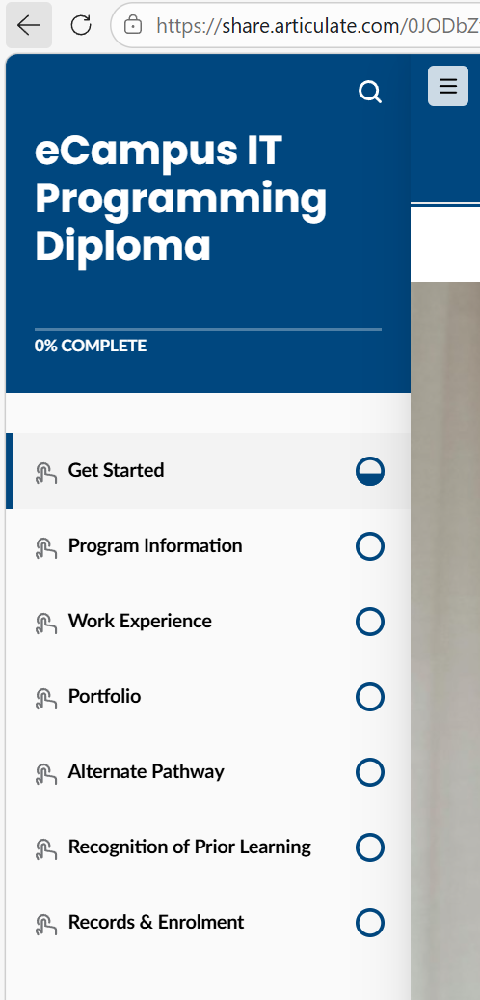 https://share.articulate.com/0JODbZ
eCampus IT
Programming
Diploma
0% COMPLETE
Get Started
Program Information
Work Experience
Portfolio
Alternate Pathway
Recognition of Prior Learning
Records & Enrolment